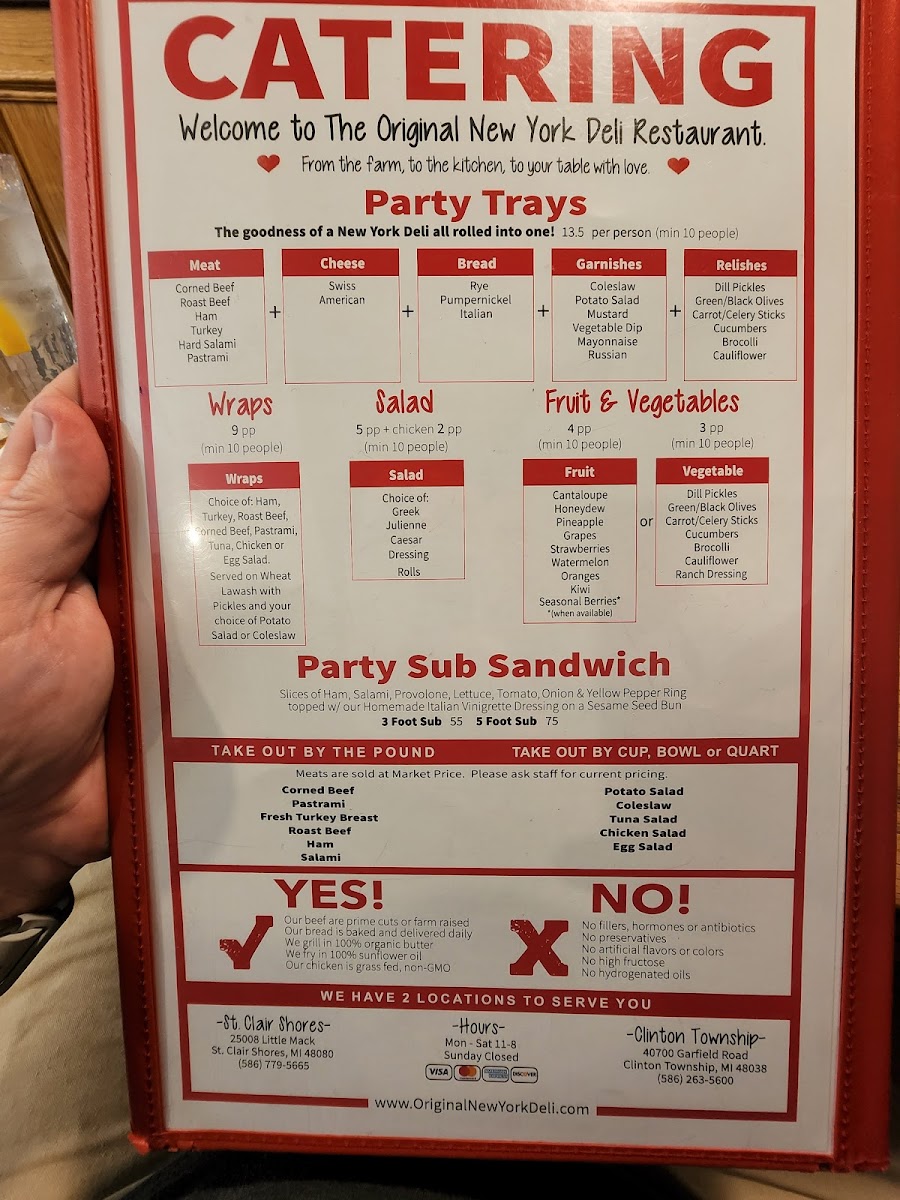 CATERING
Welcome to The Original New York Deli Restaurant.
From the farm, to the kitchen, to your table with love.
Party Trays
The goodness of a New York Deli all rolled into one! 13.5 per person (min 10 people)
Meat
Corned Beef
Roast Beef
Ham
Turkey
Hard Salami
Pastrami
+
Cheese
Swiss
American
+
Bread
Rye
Pumpernickel
Italian
+
Garnishes
Coleslaw
Potato Salad
Mustard
Vegetable Dip
Mayonnaise
Russian
+
Relishes
Dill Pickles
Green/Black Olives
Carrot/Celery Sticks
Cucumbers
Brocolli
Cauliflower
Wraps
9 pp
(min 10 people)
Wraps
Choice of: Ham,
Turkey, Roast Beef,
Corned Beef, Pastrami,
Tuna, Chicken or
Egg Salad.
Served on Wheat
Lawash with
Pickles and your
choice of Potato
Salad or Coleslaw
Salad
5 pp + chicken 2 pp
(min 10 people)
Salad
Choice of:
Greek
Julienne
Caesar
Dressing
Rolls
Fruit & Vegetables
4 pp
(min 10 people)
Fruit
Cantaloupe
Honeydew
Pineapple
Grapes
Strawberries
Watermelon
Oranges
Kiwi
Seasonal Berries*
*(when available)
or
3 pp
(min 10 people)
Vegetable
Dill Pickles
Green/Black Olives
Carrot/Celery Sticks
Cucumbers
Brocolli
Cauliflower
Ranch Dressing
Party Sub Sandwich
Slices of Ham, Salami, Provolone, Lettuce, Tomato, Onion & Yellow Pepper Ring
topped w/ our Homemade Italian Vinigrette Dressing on a Sesame Seed Bun
3 Foot Sub 55 5 Foot Sub 75
TAKE OUT BY THE POUND
TAKE OUT BY CUP, BOWL or QUART
Meats are sold at Market Price. Please ask staff for current pricing.
Corned Beef
Pastrami
Fresh Turkey Breast
Roast Beef
Ham
Salami
Potato Salad
Coleslaw
Tuna Salad
Chicken Salad
Egg Salad
YES!
Our beef are prime cuts or farm raised
Our bread is baked and delivered daily
We grill in 100% organic butter
We fry in 100% sunflower oil
Our chicken is grass fed, non-GMO
NO!
No fillers, hormones or antibiotics
No preservatives
No artificial flavors or colors
No high fructose
No hydrogenated oils
WE HAVE 2 LOCATIONS TO SERVE YOU
-St. Clair Shores-
25008 Little Mack
St. Clair Shores, MI 48080
(586) 779-5665
-Hours-
Mon - Sat 11-8
Sunday Closed
VISA
DISCOVER
-Clinton Township-
40700 Garfield Road
Clinton Township, MI 48038
(586) 263-5600
www.OriginalNewYorkDeli.com